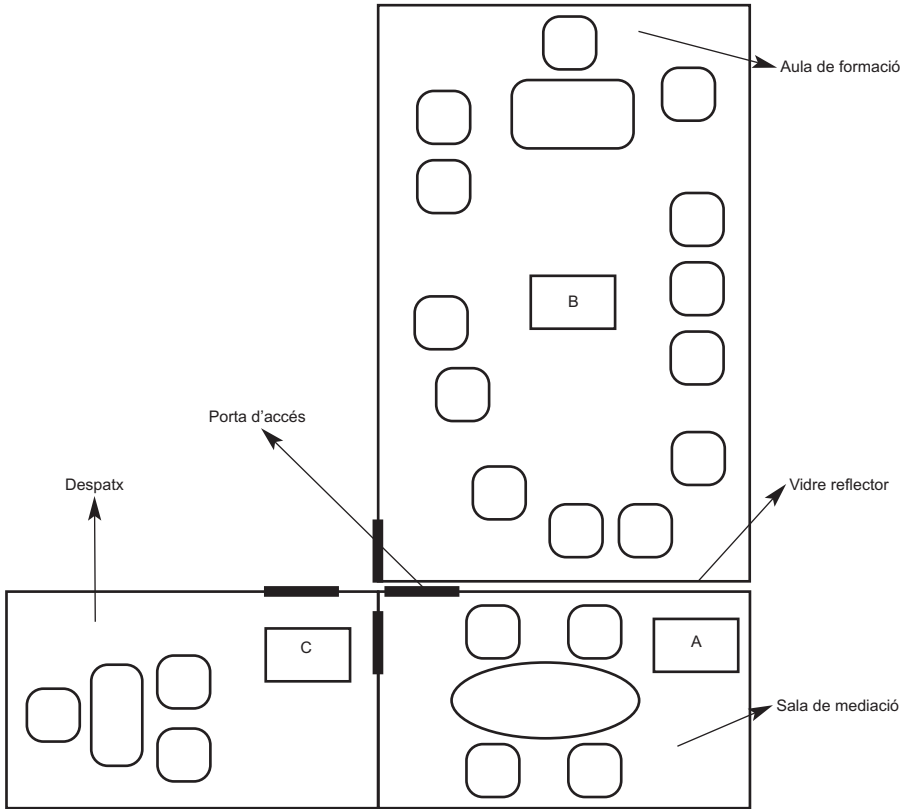 Aula de formació
B
Porta d’accés
Despatx
Vidre reflector
C
A
Sala de mediació